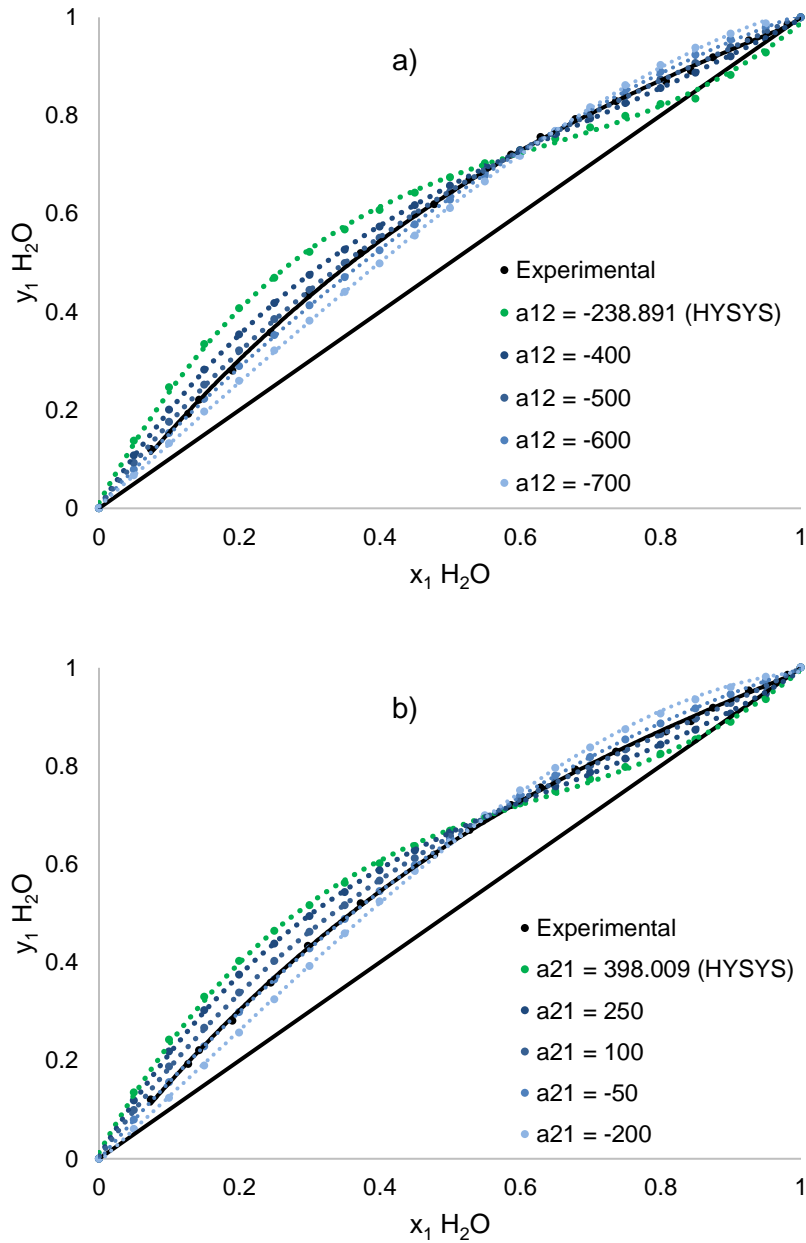 a)
1
0.8
0.6
0.4
0.2
0
y₁ H₂O
Experimental
a12 = -238.891 (HYSYS)
a12 = -400
a12 = -500
a12 = -600
a12 = -700
0 0.2 0.4 0.6 0.8 1
x₁ H₂O
b)
1
0.8
0.6
0.4
0.2
0
y₁ H₂O
Experimental
a21 = 398.009 (HYSYS)
a21 = 250
a21 = 100
a21 = -50
a21 = -200
0 0.2 0.4 0.6 0.8 1
x₁ H₂O